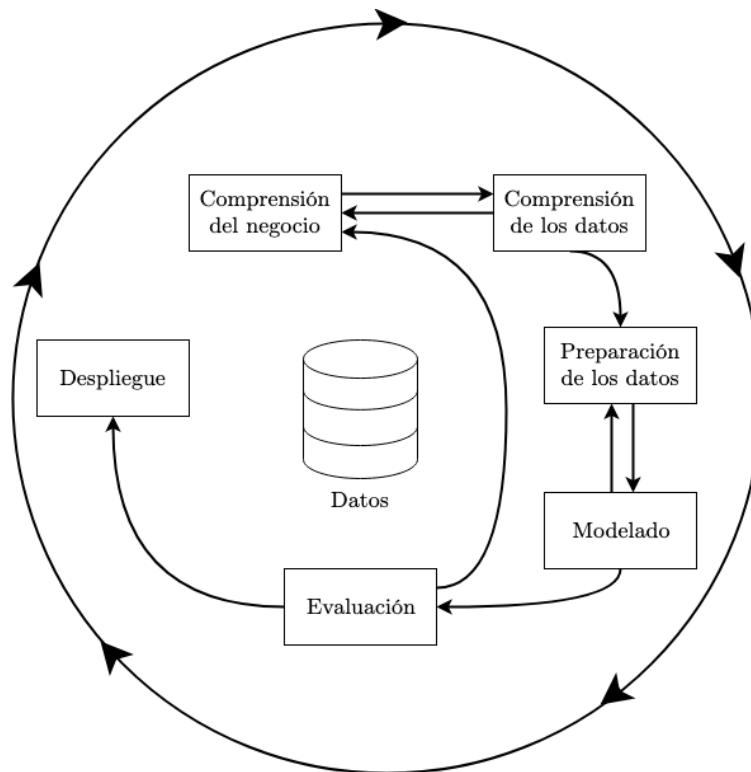 Comprensión
del negocio
Comprensión
de los datos
Preparación
de los datos
Despliegue
Datos
Modelado
Evaluación